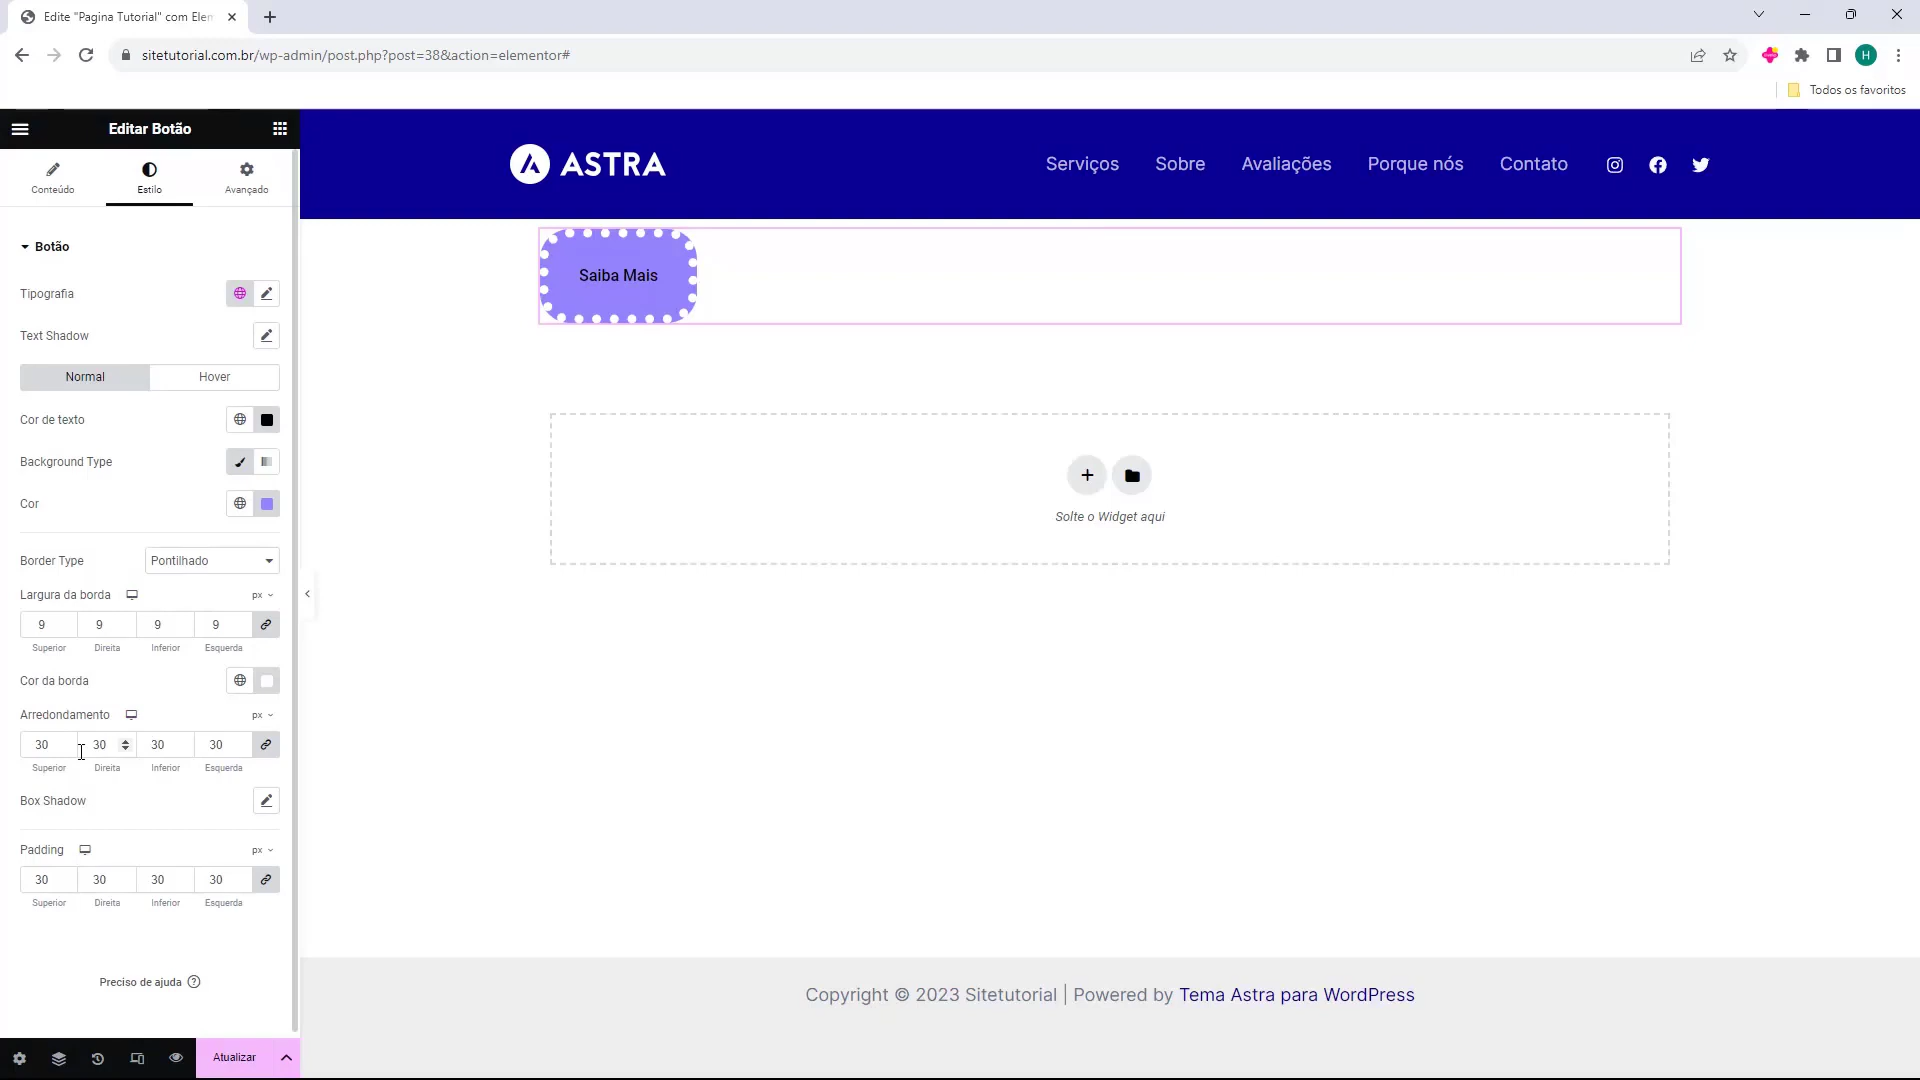 Edite "Pagina Tutorial" com Elem
sitetutorial.com.br/wp-admin/post.php?post=38&action=elementor#
H
Todos os favoritos
Editar Botão
Conteúdo
Estilo
Avançado
Botão
Tipografia
Text Shadow
Normal
Hover
Cor de texto
Background Type
Cor
Border Type
Pontilhado
Largura da borda
px
9 9 9 9
Superior Direita Inferior Esquerda
Cor da borda
Arredondamento
px
30 30 30 30
Superior Direita Inferior Esquerda
Box Shadow
Padding
px
30 30 30 30
Superior Direita Inferior Esquerda
Preciso de ajuda
Atualizar
ASTRA
Serviços Sobre Avaliações Porque nós Contato
Saiba Mais
Solte o Widget aqui
Copyright © 2023 Sitetutorial | Powered by Tema Astra para WordPress